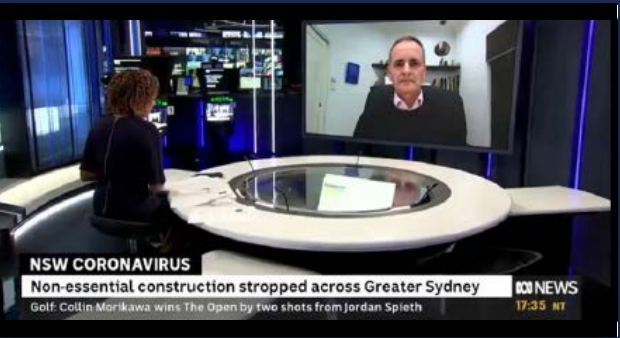 NSW CORONAVIRUS
Non-essential construction stropped across Greater Sydney
NEWS
Golf: Collin Morikawa wins The Open by two shots from Jordan Spieth
17:35 NT